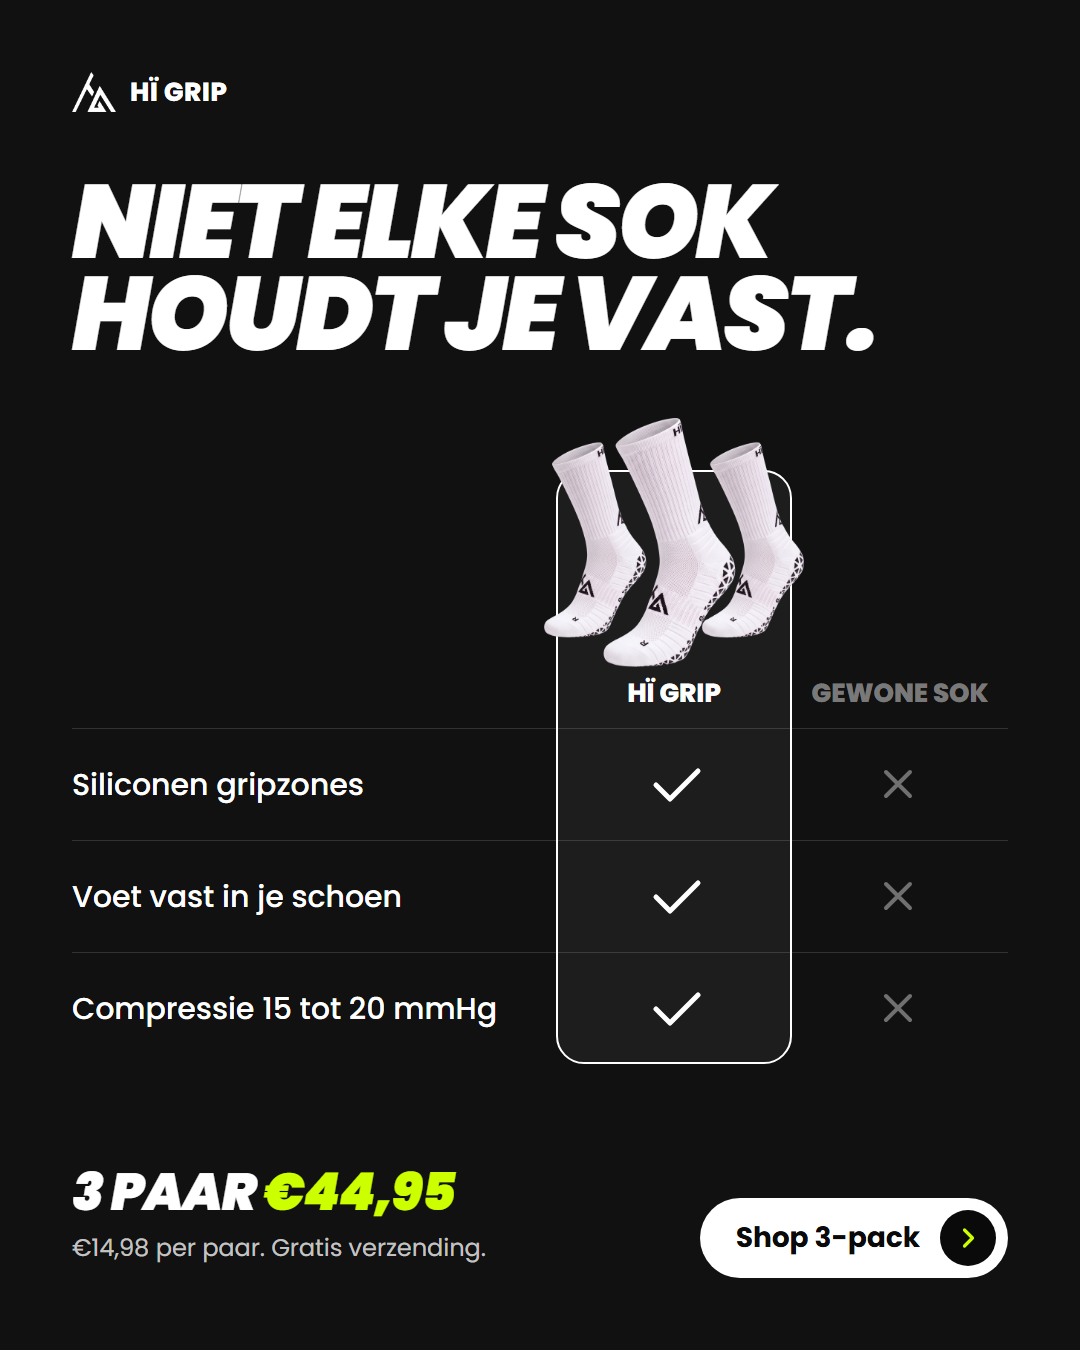 HÏ GRIP
NIET ELKE SOK
HOUDT JE VAST.
HÏ GRIP
GEWONE SOK
Siliconen gripzones
Voet vast in je schoen
Compressie 15 tot 20 mmHg
3 PAAR €44,95
€14,98 per paar. Gratis verzending.
Shop 3-pack